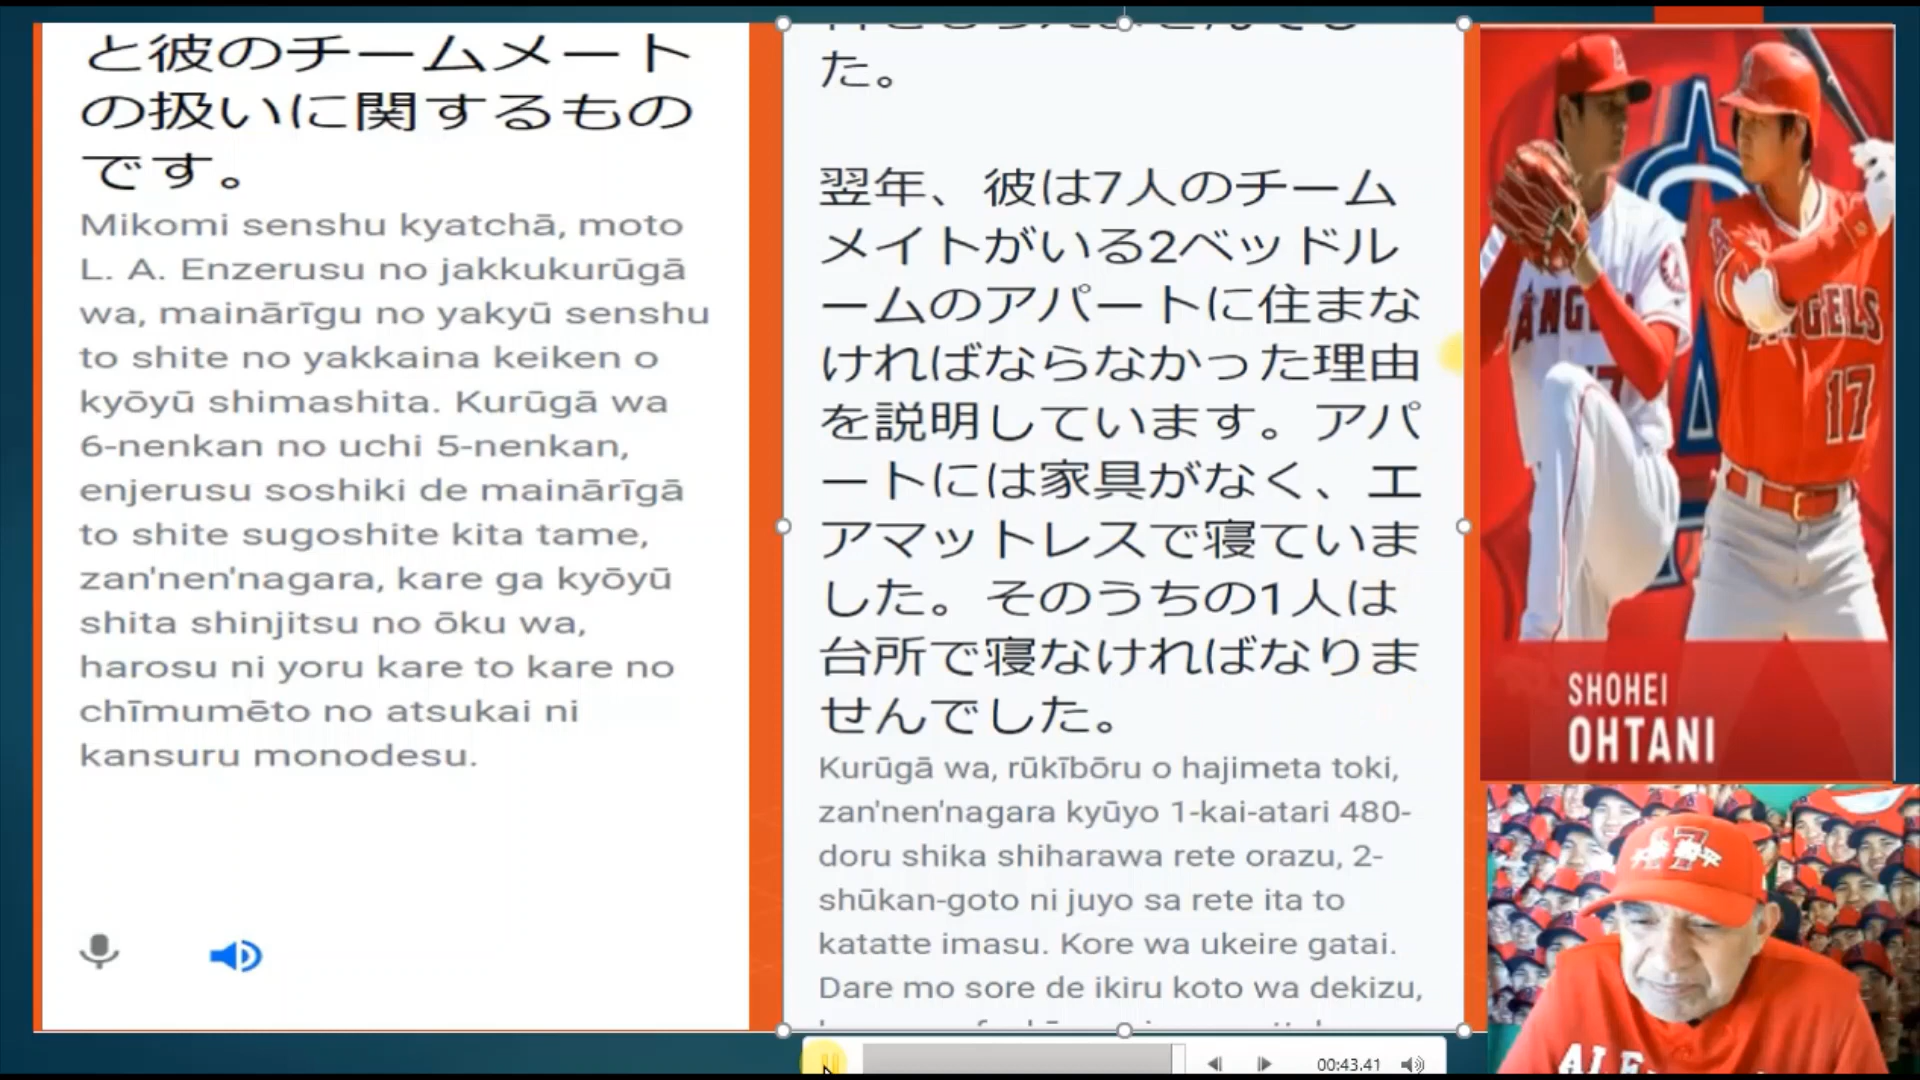 と彼のチームメート
の扱いに関するもの
です。
Mikomi senshu kyatchā, moto
L. A. Enzerusu no jakkukurūgā
wa, mainārīgu no yakyū senshu
to shite no yakkaina keiken o
kyōyū shimashita. Kurūgā wa
6-nenkan no uchi 5-nenkan,
enjerusu soshiki de mainārīgā
to shite sugoshite kita tame,
zan'nen'nagara, kare ga kyōyū
shita shinjitsu no ōku wa,
harosu ni yoru kare to kare no
chīmumēto no atsukai ni
kansuru monodesu.
た。
翌年、彼は7人のチーム
メイトがいる2ベッドル
ームのアパートに住まな
ければならなかった理由
を説明しています。アパ
ートには家具がなく、エ
アマットレスで寝ていま
した。そのうちの1人は
台所で寝なければなりま
せんでした。
Kurūgā wa, rūkībōru o hajimeta toki,
zan'nen'nagara kyūyo 1-kai-atari 480-
doru shika shiharawa rete orazu, 2-
shūkan-goto ni juyo sa rete ita to
katatte imasu. Kore wa ukeire gatai.
Dare mo sore de ikiru koto wa dekizu,
00:43.41
ANGELS
17
SHOHEI
OHTANI